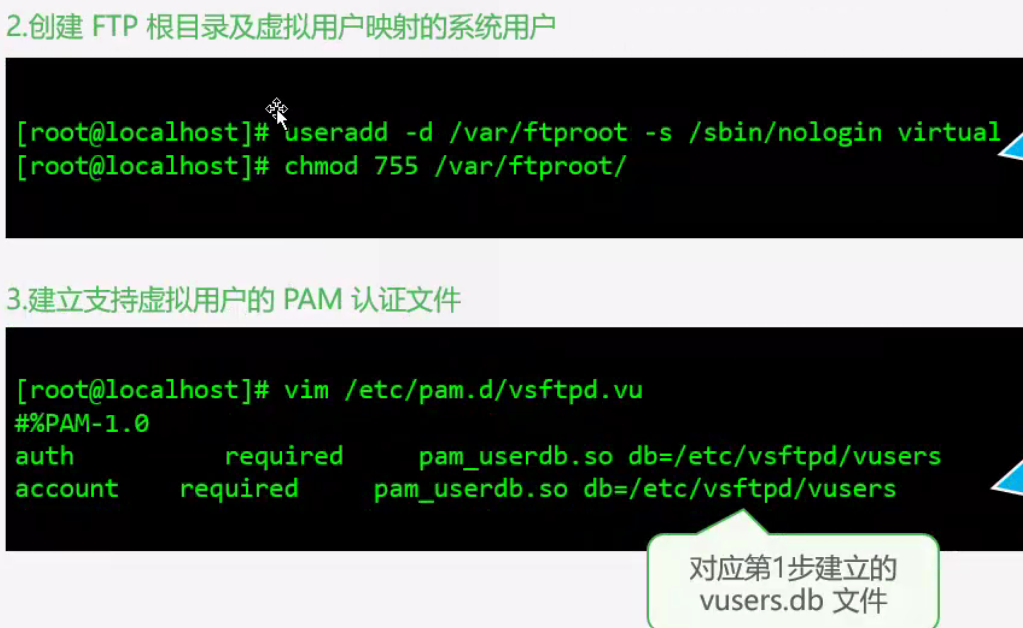 2.创建 FTP 根目录及虚拟用户映射的系统用户
[root@localhost]# useradd -d /var/ftproot -s /sbin/nologin virtual
[root@localhost]# chmod 755 /var/ftproot/
3.建立支持虚拟用户的 PAM 认证文件
[root@localhost]# vim /etc/pam.d/vsftpd.vu
#%PAM-1.0
auth required pam_userdb.so db=/etc/vsftpd/vusers
account required pam_userdb.so db=/etc/vsftpd/vusers
对应第1步建立的
vusers.db 文件